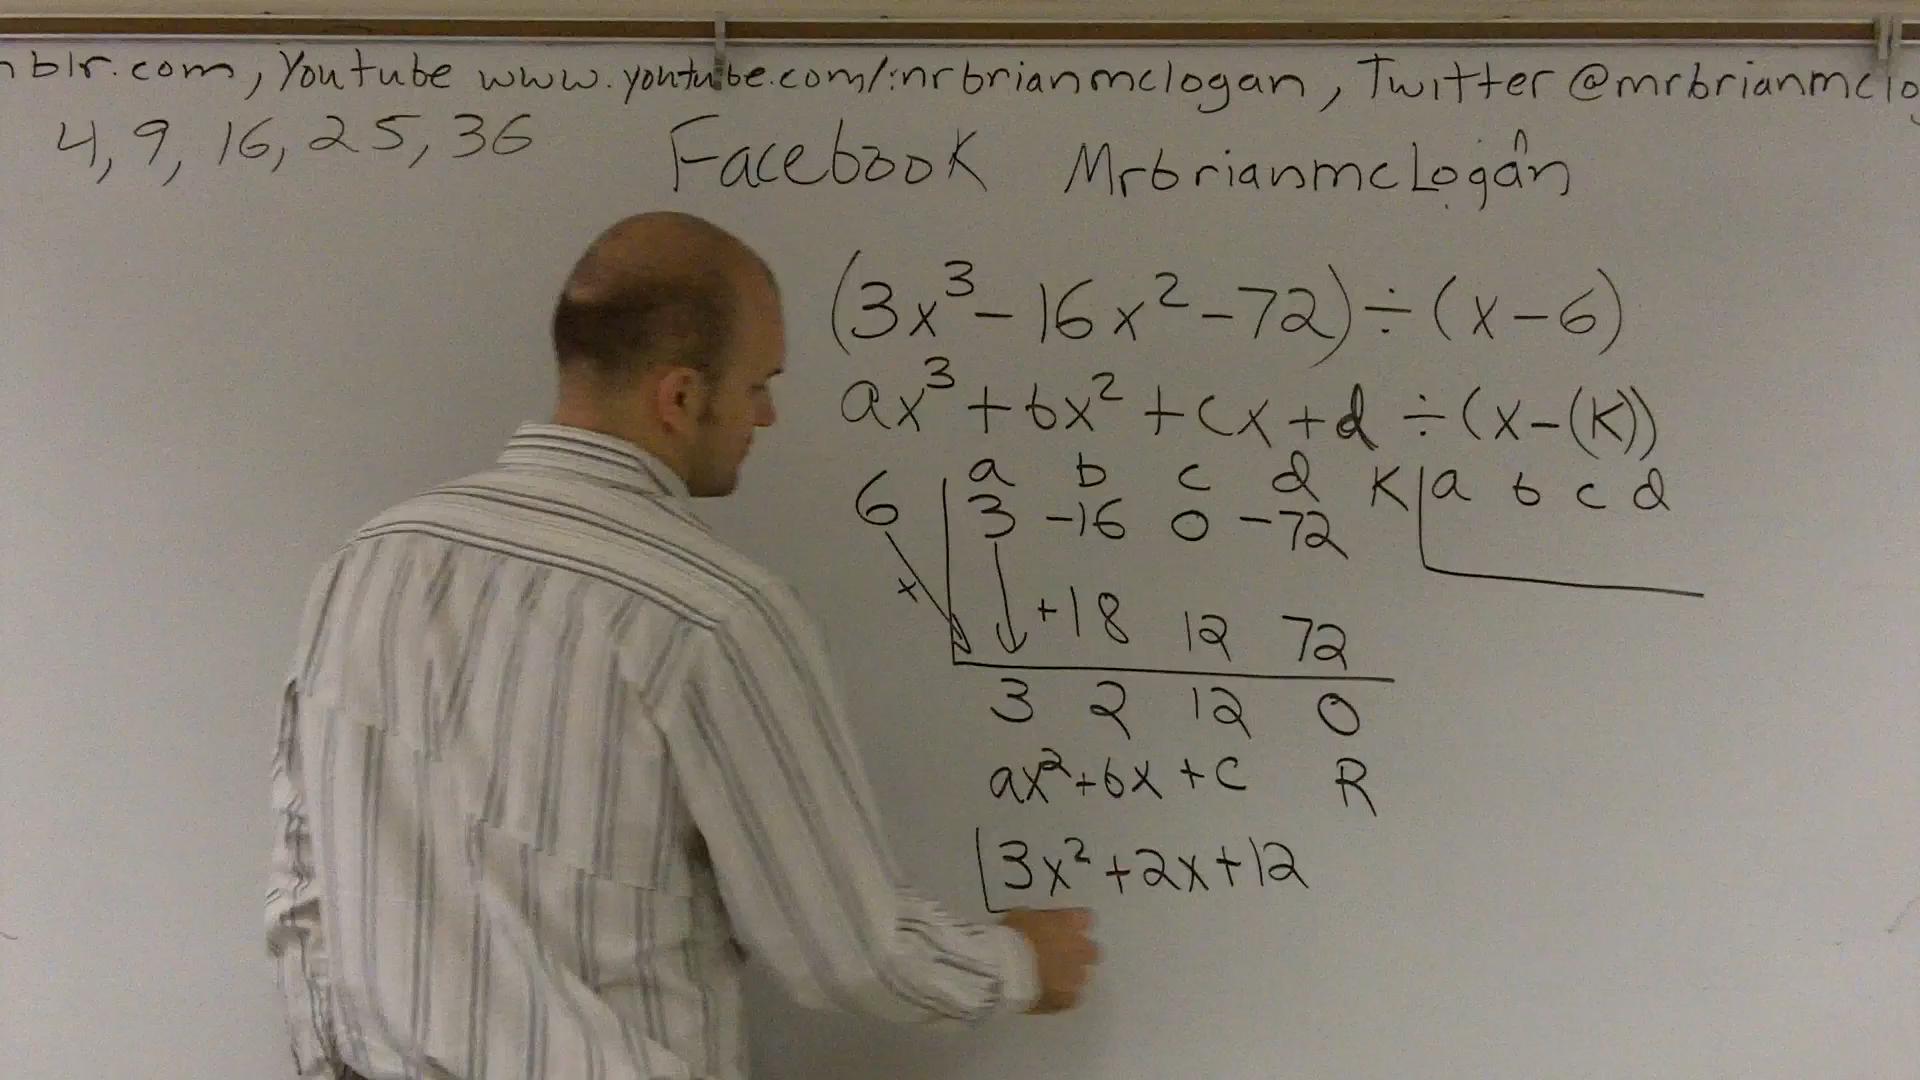 blr.com, Youtube www.youtube.com/mrbrianmclogan, Twitter @mrbrianmclo
4, 9, 16, 25, 36 Facebook MrbrianmcLogan
(3x³ - 16x² - 72) ÷ (x - 6)
ax³ + bx² + cx + d ÷ (x - (K))
a b c d
6 3 -16 0 -72
K a b c d
x +18 12 72
3 2 12 0
ax² + bx + c R
3x² + 2x + 12